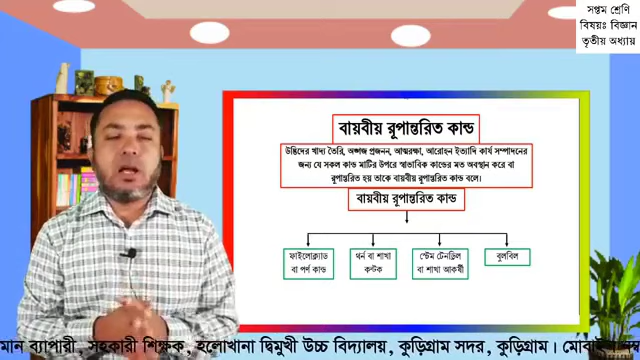 সপ্তম শ্রেণি
বিষয়ঃ বিজ্ঞান
তৃতীয় অধ্যায়
বায়বীয় রূপান্তরিত কান্ড
উদ্ভিদের খাদ্য তৈরি, অঙ্গজ প্রজনন, আত্মরক্ষা, আরোহন ইত্যাদি কার্য সম্পাদনের
জন্য যে সকল কান্ড মাটির উপরে স্বাভাবিক কান্ডের মত অবস্থান করে বা
রূপান্তরিত হয় তাকে বায়বীয় রূপান্তরিত কান্ড বলে।
বায়বীয় রূপান্তরিত কান্ড
ফাইলোক্ল্যাড
বা পর্ণ কান্ড
থর্ন বা শাখা
কন্টক
স্টেম টেনড্রিল
বা শাখা আকর্ষী
বুলবিল
মান ব্যাপারী, সহকারী শিক্ষক, হলোখানা দ্বিমুখী উচ্চ বিদ্যালয়, কুড়িগ্রাম সদর, কুড়িগ্রাম।